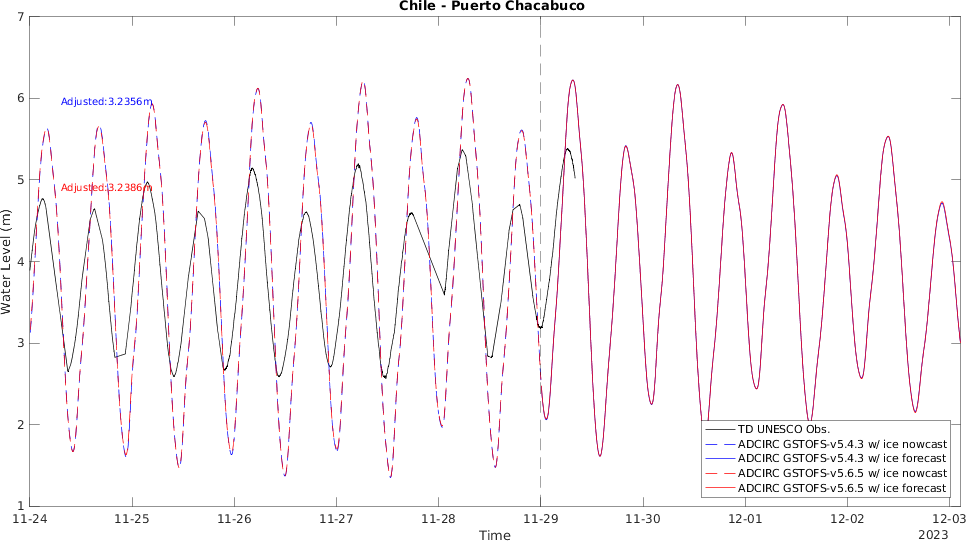 Chile - Puerto Chacabuco
7
6
5
4
3
2
1
Water Level (m)
Adjusted:3.2356m
Adjusted:3.2386m
TD UNESCO Obs.
ADCIRC GSTOFS-v5.4.3 w/ ice nowcast
ADCIRC GSTOFS-v5.4.3 w/ ice forecast
ADCIRC GSTOFS-v5.6.5 w/ ice nowcast
ADCIRC GSTOFS-v5.6.5 w/ ice forecast
11-24 11-25 11-26 11-27 11-28 11-29 11-30 12-01 12-02 12-03
Time
2023